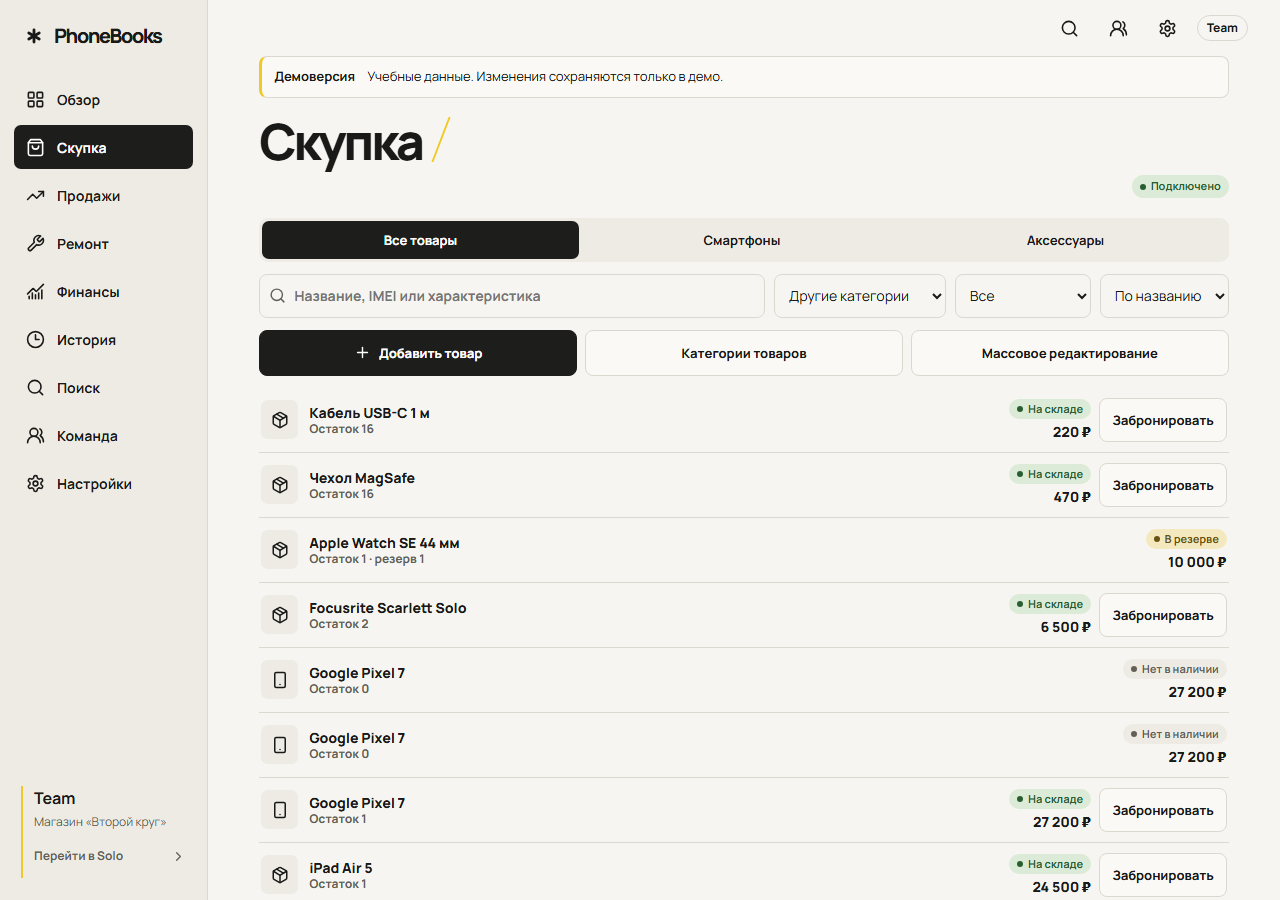 PhoneBooks
Team
Обзор
Скупка
Продажи
Ремонт
Финансы
История
Поиск
Команда
Настройки
Team
Магазин «Второй круг»
Перейти в Solo
Демоверсия Учебные данные. Изменения сохраняются только в демо.
Скупка /
Подключено
Все товары Смартфоны Аксессуары
Название, IMEI или характеристика Другие категории Все По названию
Добавить товар Категории товаров Массовое редактирование
Кабель USB-C 1 м
Остаток 16
На складе
220 ₽
Забронировать
Чехол MagSafe
Остаток 16
На складе
470 ₽
Забронировать
Apple Watch SE 44 мм
Остаток 1 · резерв 1
В резерве
10 000 ₽
Focusrite Scarlett Solo
Остаток 2
На складе
6 500 ₽
Забронировать
Google Pixel 7
Остаток 0
Нет в наличии
27 200 ₽
Google Pixel 7
Остаток 0
Нет в наличии
27 200 ₽
Google Pixel 7
Остаток 1
На складе
27 200 ₽
Забронировать
iPad Air 5
Остаток 1
На складе
24 500 ₽
Забронировать